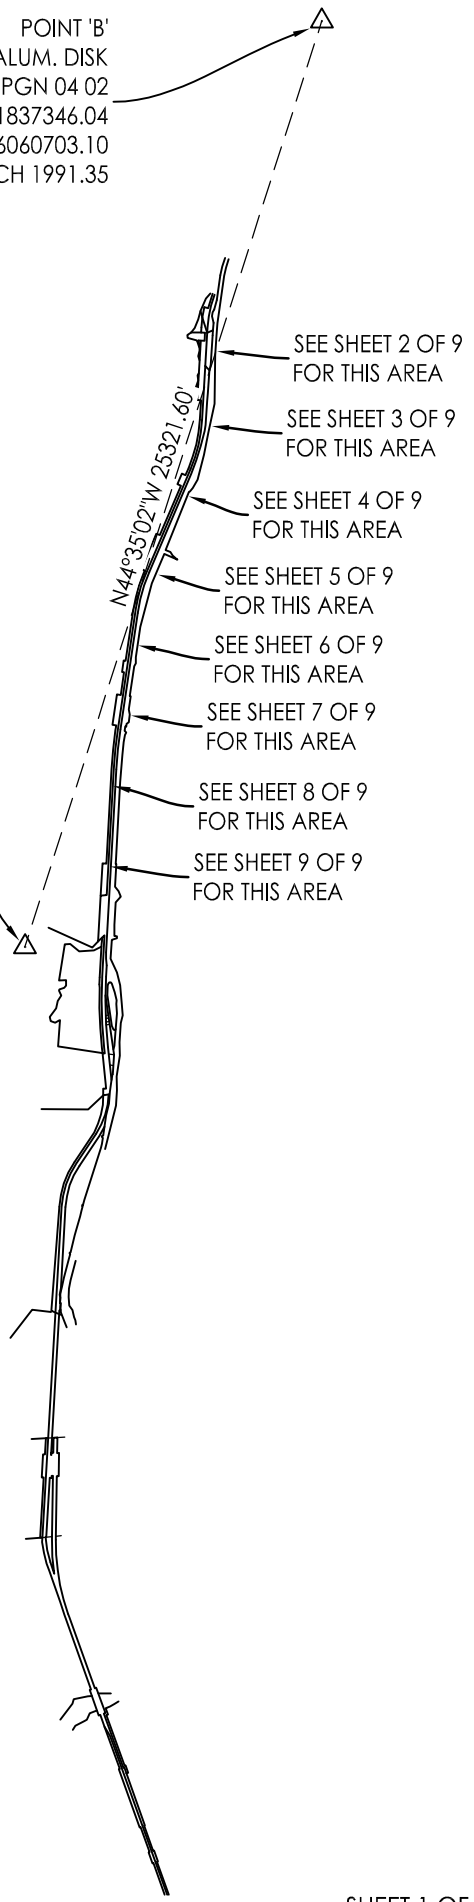 POINT 'B'
ALUM. DISK
PGN 04 02
1837346.04
6060703.10
CH 1991.35
SEE SHEET 2 OF 9
FOR THIS AREA
SEE SHEET 3 OF 9
FOR THIS AREA
N44°35'02"W 25321.60'
SEE SHEET 4 OF 9
FOR THIS AREA
SEE SHEET 5 OF 9
FOR THIS AREA
SEE SHEET 6 OF 9
FOR THIS AREA
SEE SHEET 7 OF 9
FOR THIS AREA
SEE SHEET 8 OF 9
FOR THIS AREA
SEE SHEET 9 OF 9
FOR THIS AREA
SHEET 1 OF